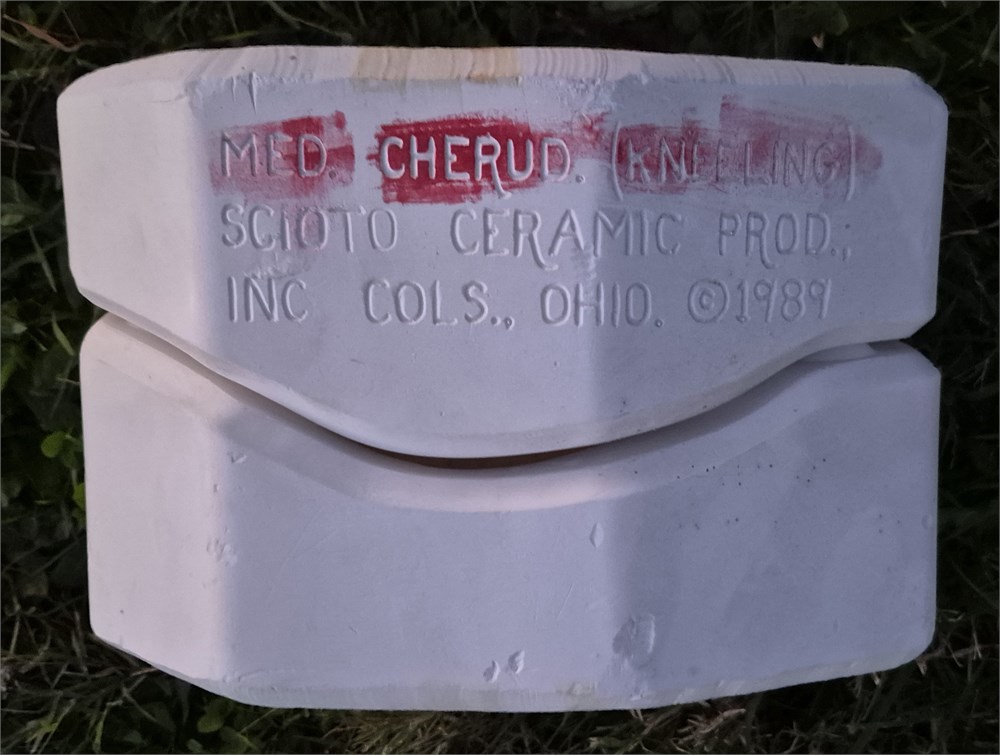 MED. CHERUD. (KNEELING)
SCIOTO CERAMIC PROD.,
INC COLS., OHIO. ©1989